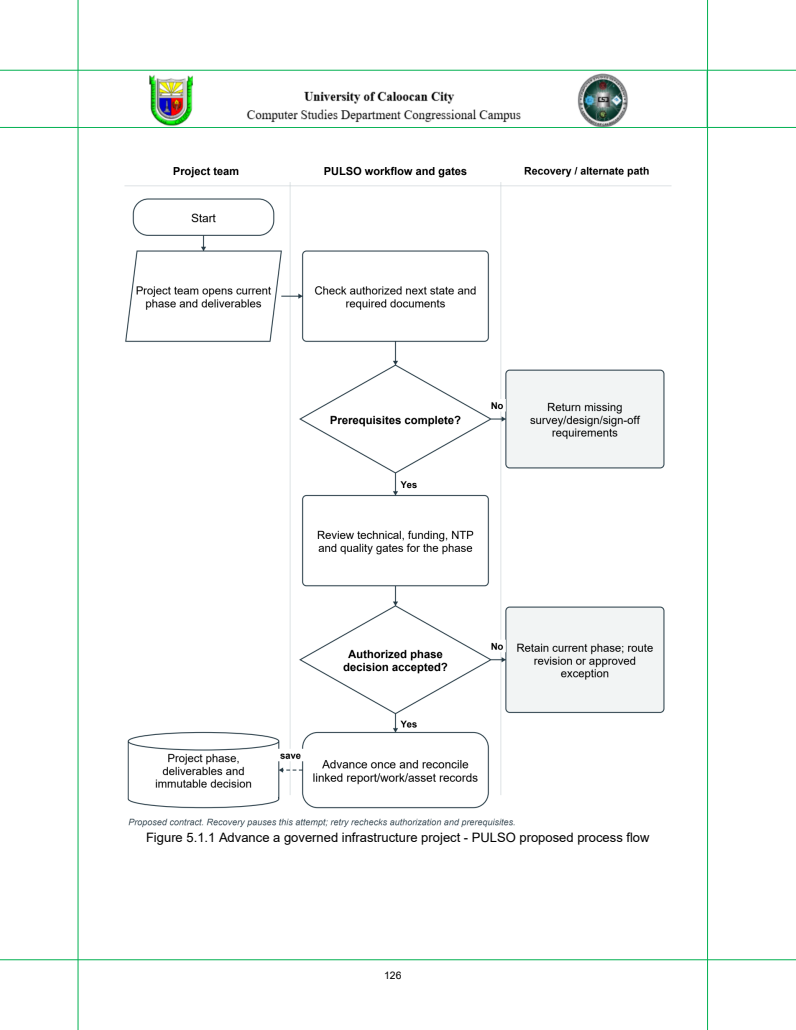 University of Caloocan City
Computer Studies Department Congressional Campus
Project team
PULSO workflow and gates
Recovery / alternate path
Start
Project team opens current
phase and deliverables
Check authorized next state and
required documents
Prerequisites complete?
No
Return missing
survey/design/sign-off
requirements
Yes
Review technical, funding, NTP
and quality gates for the phase
Authorized phase
decision accepted?
No
Retain current phase; route
revision or approved
exception
Yes
Advance once and reconcile
linked report/work/asset records
save
Project phase,
deliverables and
immutable decision
Proposed contract. Recovery pauses this attempt; retry rechecks authorization and prerequisites.
Figure 5.1.1 Advance a governed infrastructure project - PULSO proposed process flow
126